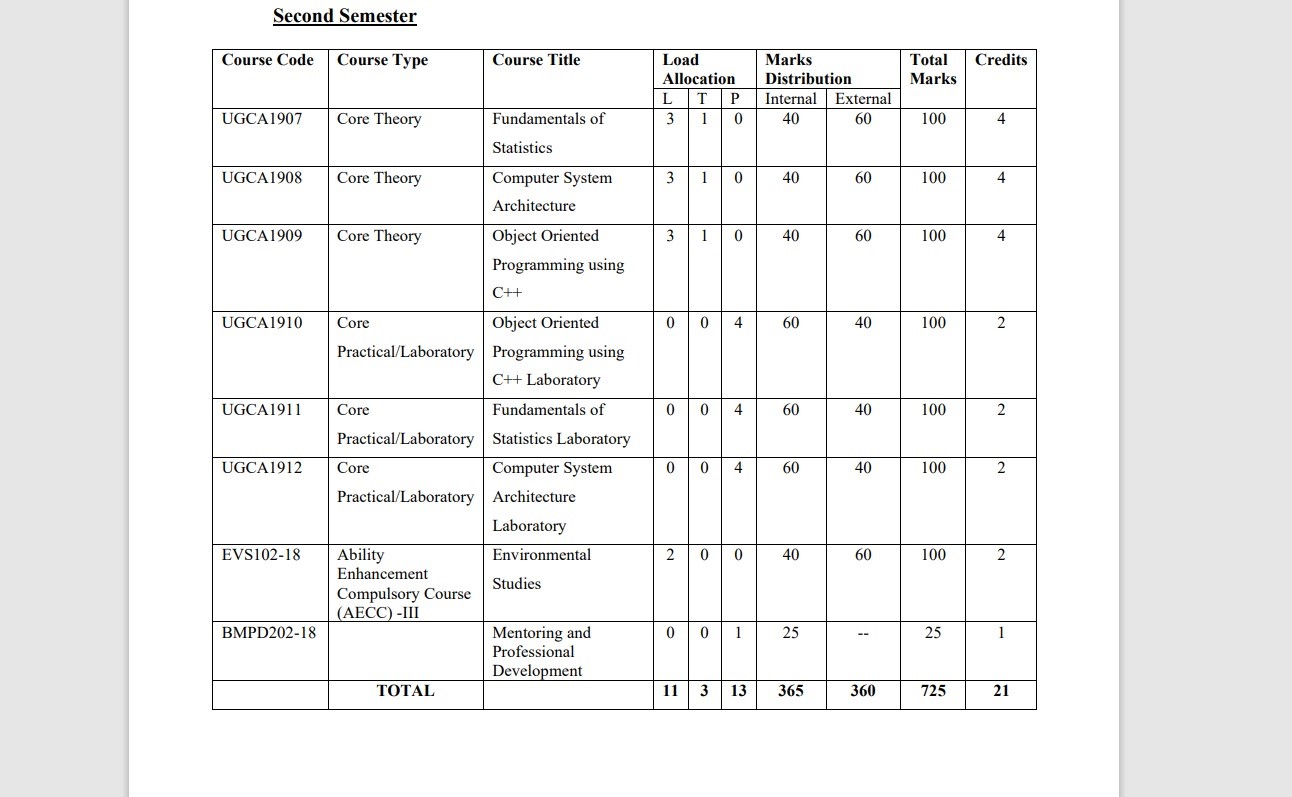 Second Semester
Course Code Course Type Course Title Load Allocation Marks Distribution Total Marks Credits
L T P Internal External
UGCA1907 Core Theory Fundamentals of Statistics 3 1 0 40 60 100 4
UGCA1908 Core Theory Computer System Architecture 3 1 0 40 60 100 4
UGCA1909 Core Theory Object Oriented Programming using C++ 3 1 0 40 60 100 4
UGCA1910 Core Practical/Laboratory Object Oriented Programming using C++ Laboratory 0 0 4 60 40 100 2
UGCA1911 Core Practical/Laboratory Fundamentals of Statistics Laboratory 0 0 4 60 40 100 2
UGCA1912 Core Practical/Laboratory Computer System Architecture Laboratory 0 0 4 60 40 100 2
EVS102-18 Ability Enhancement Compulsory Course (AECC) -III Environmental Studies 2 0 0 40 60 100 2
BMPD202-18 Mentoring and Professional Development 0 0 1 25 -- 25 1
TOTAL 11 3 13 365 360 725 21